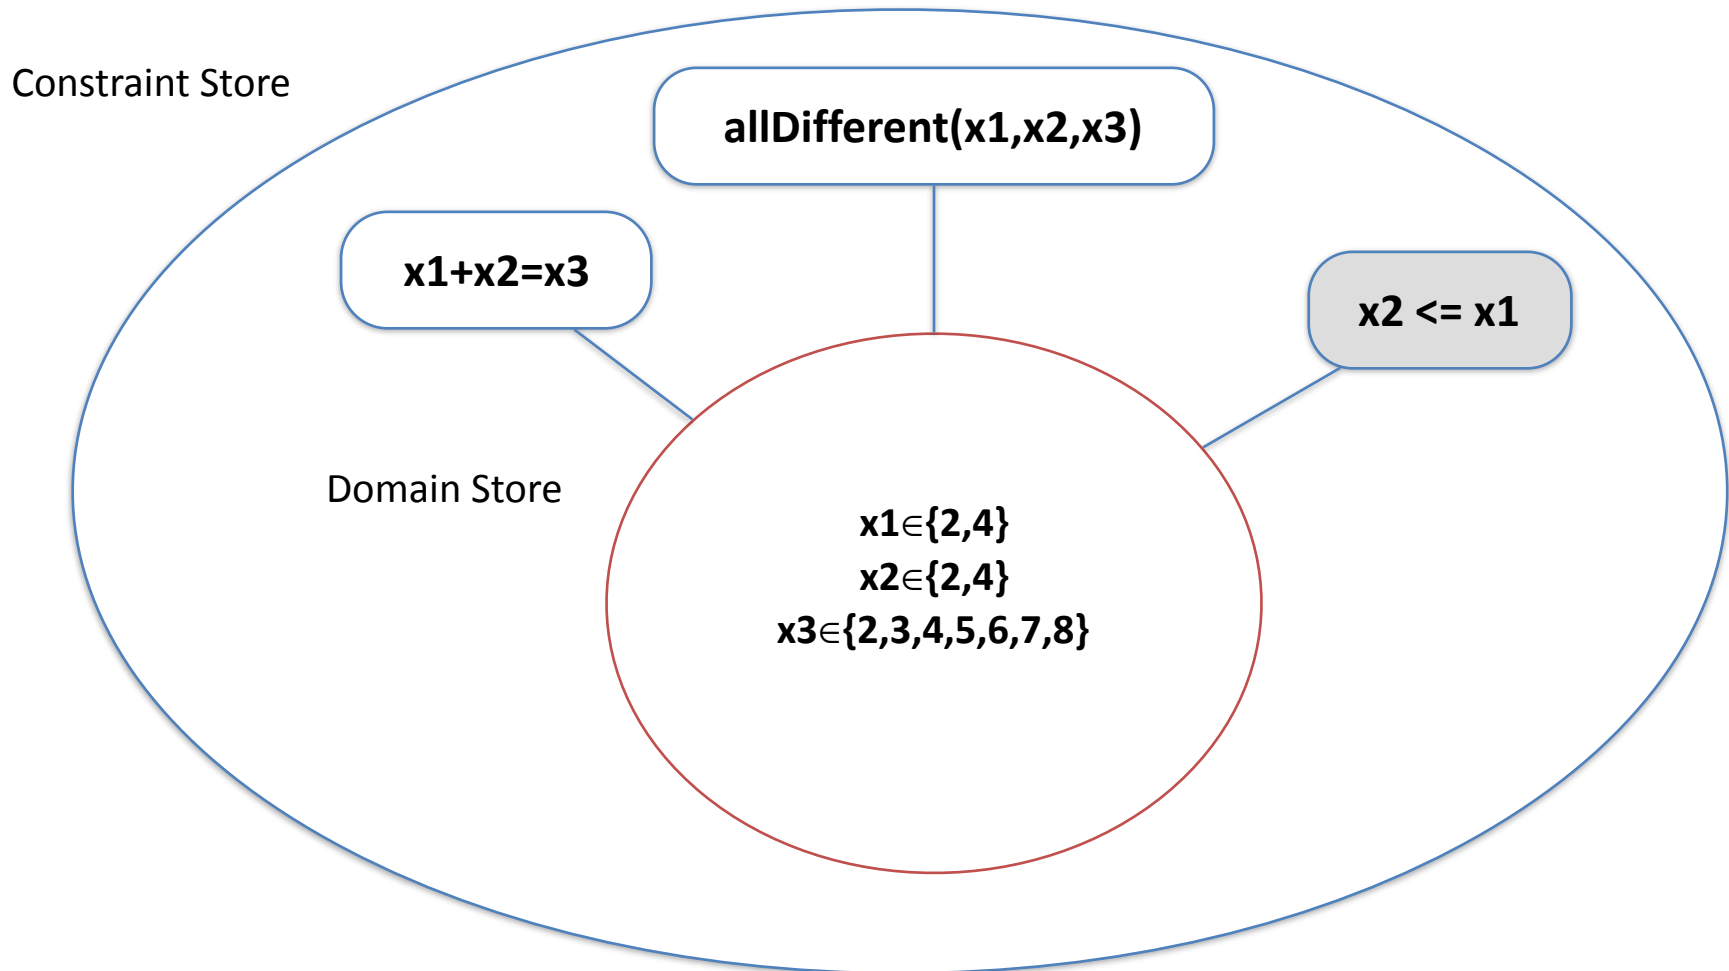 Constraint Store
allDifferent(x1,x2,x3)
x1+x2=x3
x2 <= x1
Domain Store
x1∈{2,4}
x2∈{2,4}
x3∈{2,3,4,5,6,7,8}